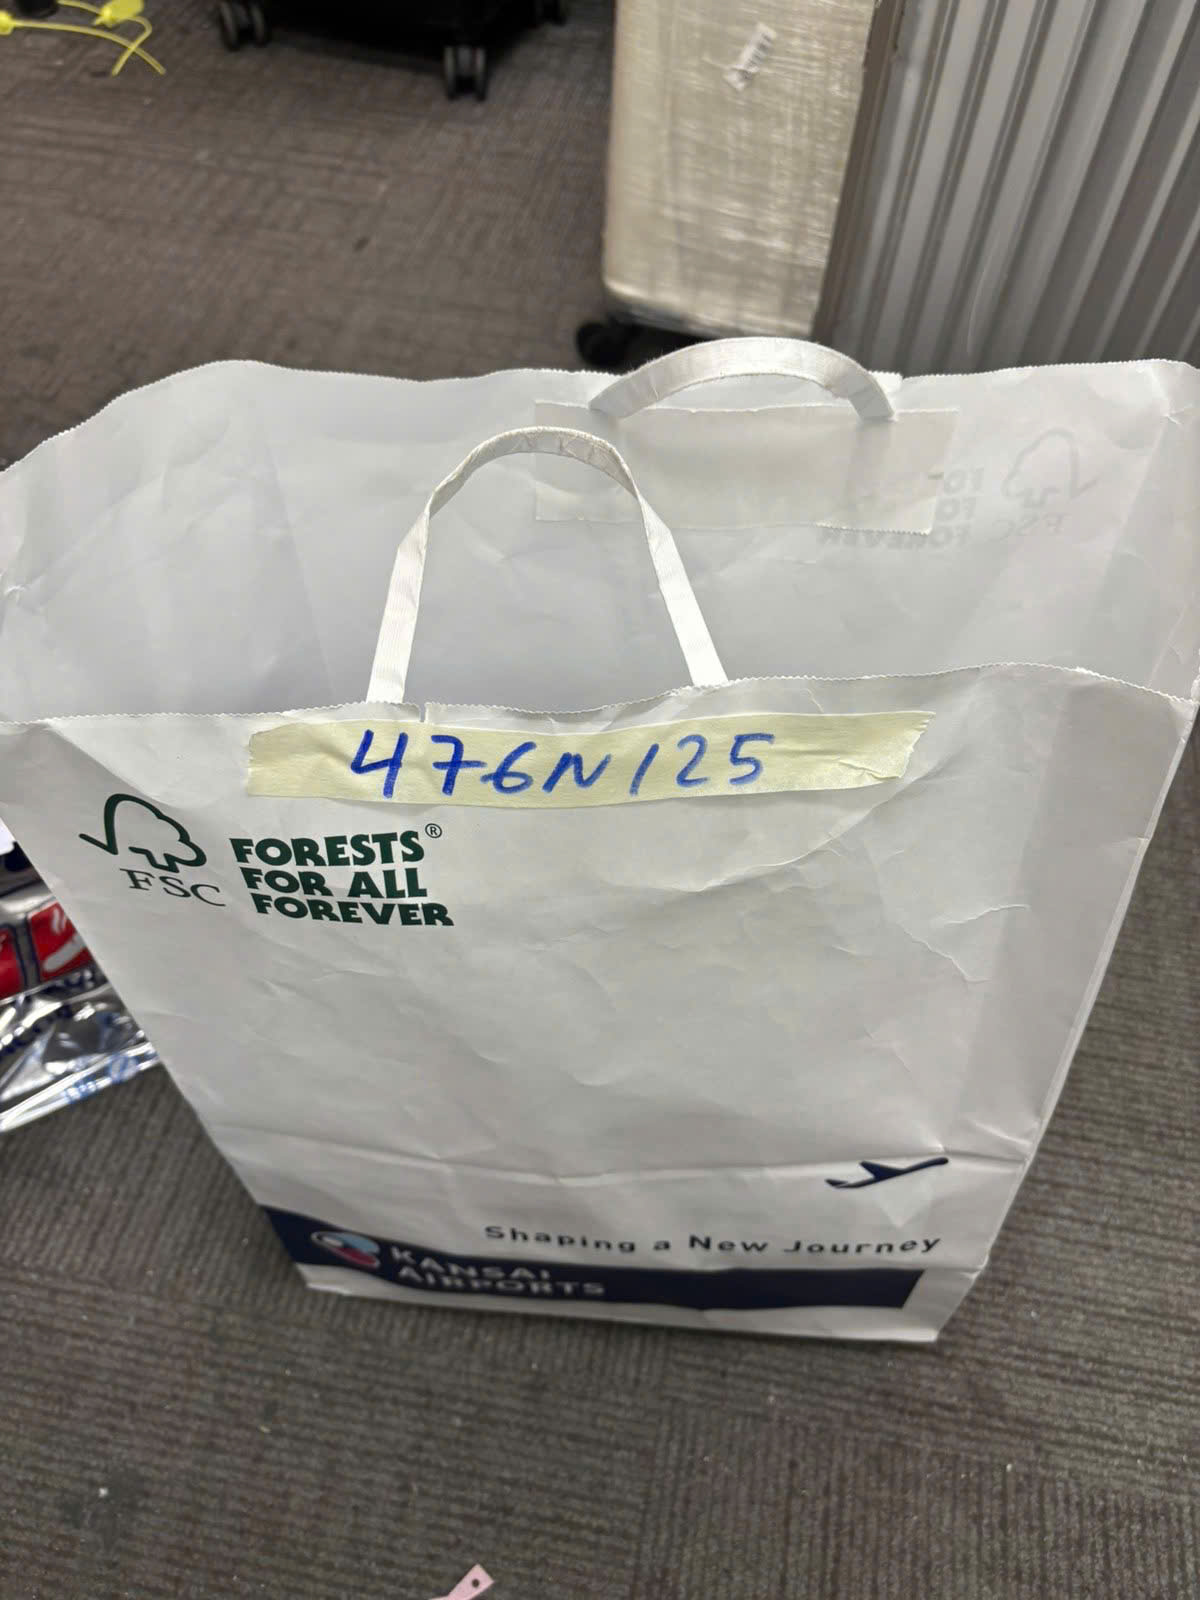 476N125
FSC
FORESTS®
FOR ALL
FOREVER
Shaping a New Journey
KANSAI
AIRPORTS